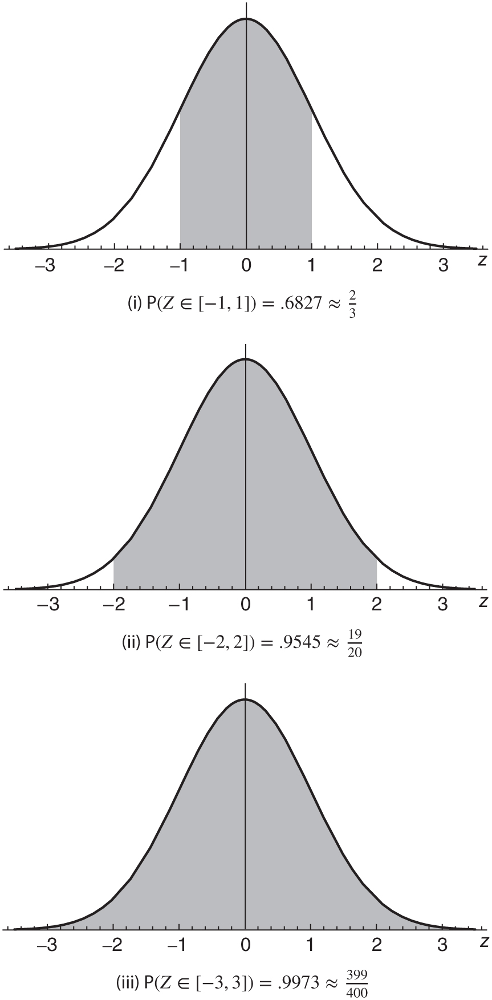 −3 −2 −1 0 1 2 3 z
(i) P(Z ∈ [−1, 1]) = .6827 ≈ 2/3
−3 −2 −1 0 1 2 3 z
(ii) P(Z ∈ [−2, 2]) = .9545 ≈ 19/20
−3 −2 −1 0 1 2 3 z
(iii) P(Z ∈ [−3, 3]) = .9973 ≈ 399/400